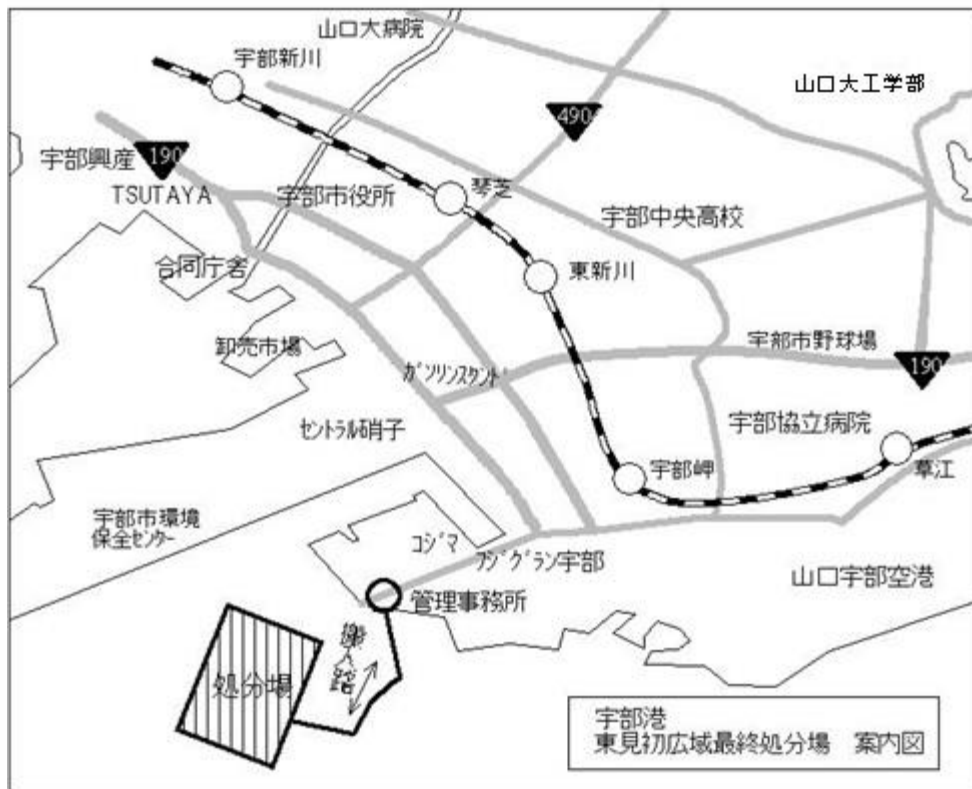 山口大病院
宇部新川
山口大工学部
490
宇部興産
190
TSUTAYA
宇部市役所
琴芝
宇部中央高校
合同庁舎
東新川
卸売市場
宇部市野球場
ガソリンスタンド
190
セントラル硝子
宇部協立病院
宇部岬
草江
宇部市環境
保全センター
コジマ
フジグラン宇部
山口宇部空港
管理事務所
搬入路
処分場
宇部港
東見初広域最終処分場 案内図